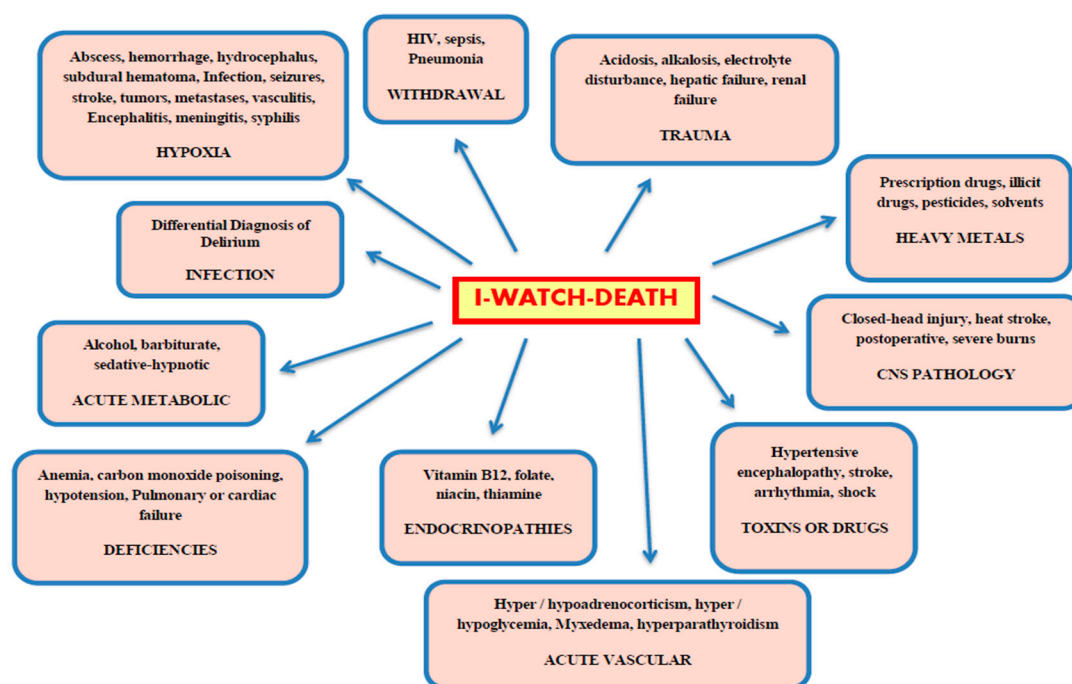 Abscess, hemorrhage, hydrocephalus,
subdural hematoma, Infection, seizures,
stroke, tumors, metastases, vasculitis,
Encephalitis, meningitis, syphilis
HYPOXIA
HIV, sepsis,
Pneumonia
WITHDRAWAL
Acidosis, alkalosis, electrolyte
disturbance, hepatic failure, renal
failure
TRAUMA
Prescription drugs, illicit
drugs, pesticides, solvents
HEAVY METALS
Differential Diagnosis of
Delirium
INFECTION
I-WATCH-DEATH
Closed-head injury, heat stroke,
postoperative, severe burns
CNS PATHOLOGY
Alcohol, barbiturate,
sedative-hypnotic
ACUTE METABOLIC
Anemia, carbon monoxide poisoning,
hypotension, Pulmonary or cardiac
failure
DEFICIENCIES
Vitamin B12, folate,
niacin, thiamine
ENDOCRINOPATHIES
Hypertensive
encephalopathy, stroke,
arrhythmia, shock
TOXINS OR DRUGS
Hyper / hypoadrenocorticism, hyper /
hypoglycemia, Myxedema, hyperparathyroidism
ACUTE VASCULAR